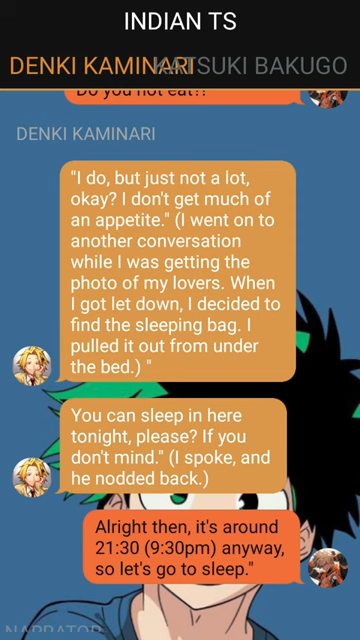 INDIAN TS
DENKI KAMINARI KATSUKI BAKUGO
Do you not eat??
DENKI KAMINARI
"I do, but just not a lot,
okay? I don't get much of
an appetite." (I went on to
another conversation
while I was getting the
photo of my lovers. When
I got let down, I decided to
find the sleeping bag. I
pulled it out from under
the bed.) "
You can sleep in here
tonight, please? If you
don't mind." (I spoke, and
he nodded back.)
Alright then, it's around
21:30 (9:30pm) anyway,
so let's go to sleep."
NARRATOR